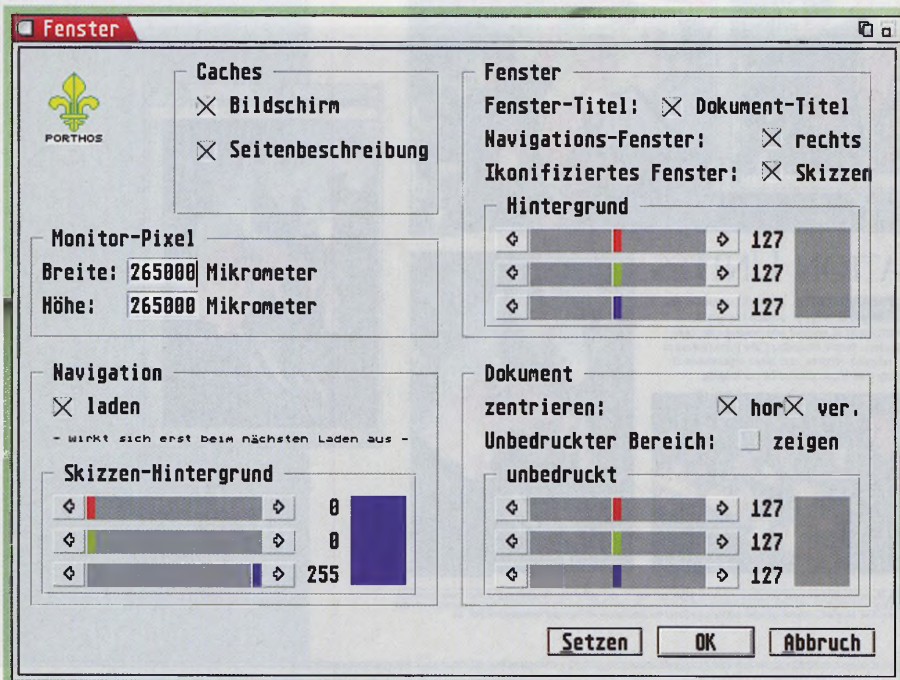 Fenster
PORTHOS
Caches
Bildschirm
Seitenbeschreibung
Monitor-Pixel
Breite: 265000 Mikrometer
Höhe: 265000 Mikrometer
Navigation
laden
- wirkt sich erst beim nächsten Laden aus -
Skizzen-Hintergrund
0
0
255
Fenster
Fenster-Titel: Dokument-Titel
Navigations-Fenster: rechts
Ikonifiziertes Fenster: Skizzen
Hintergrund
127
127
127
Dokument
zentrieren: hor ver.
Unbedruckter Bereich: zeigen
unbedruckt
127
127
127
Setzen OK Abbruch